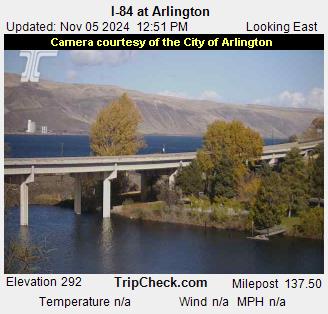 I-84 at Arlington
Updated: Nov 05 2024 12:51 PM Looking East
Camera courtesy of the City of Arlington
Elevation 292 TripCheck.com Milepost 137.50
Temperature n/a Wind n/a MPH n/a